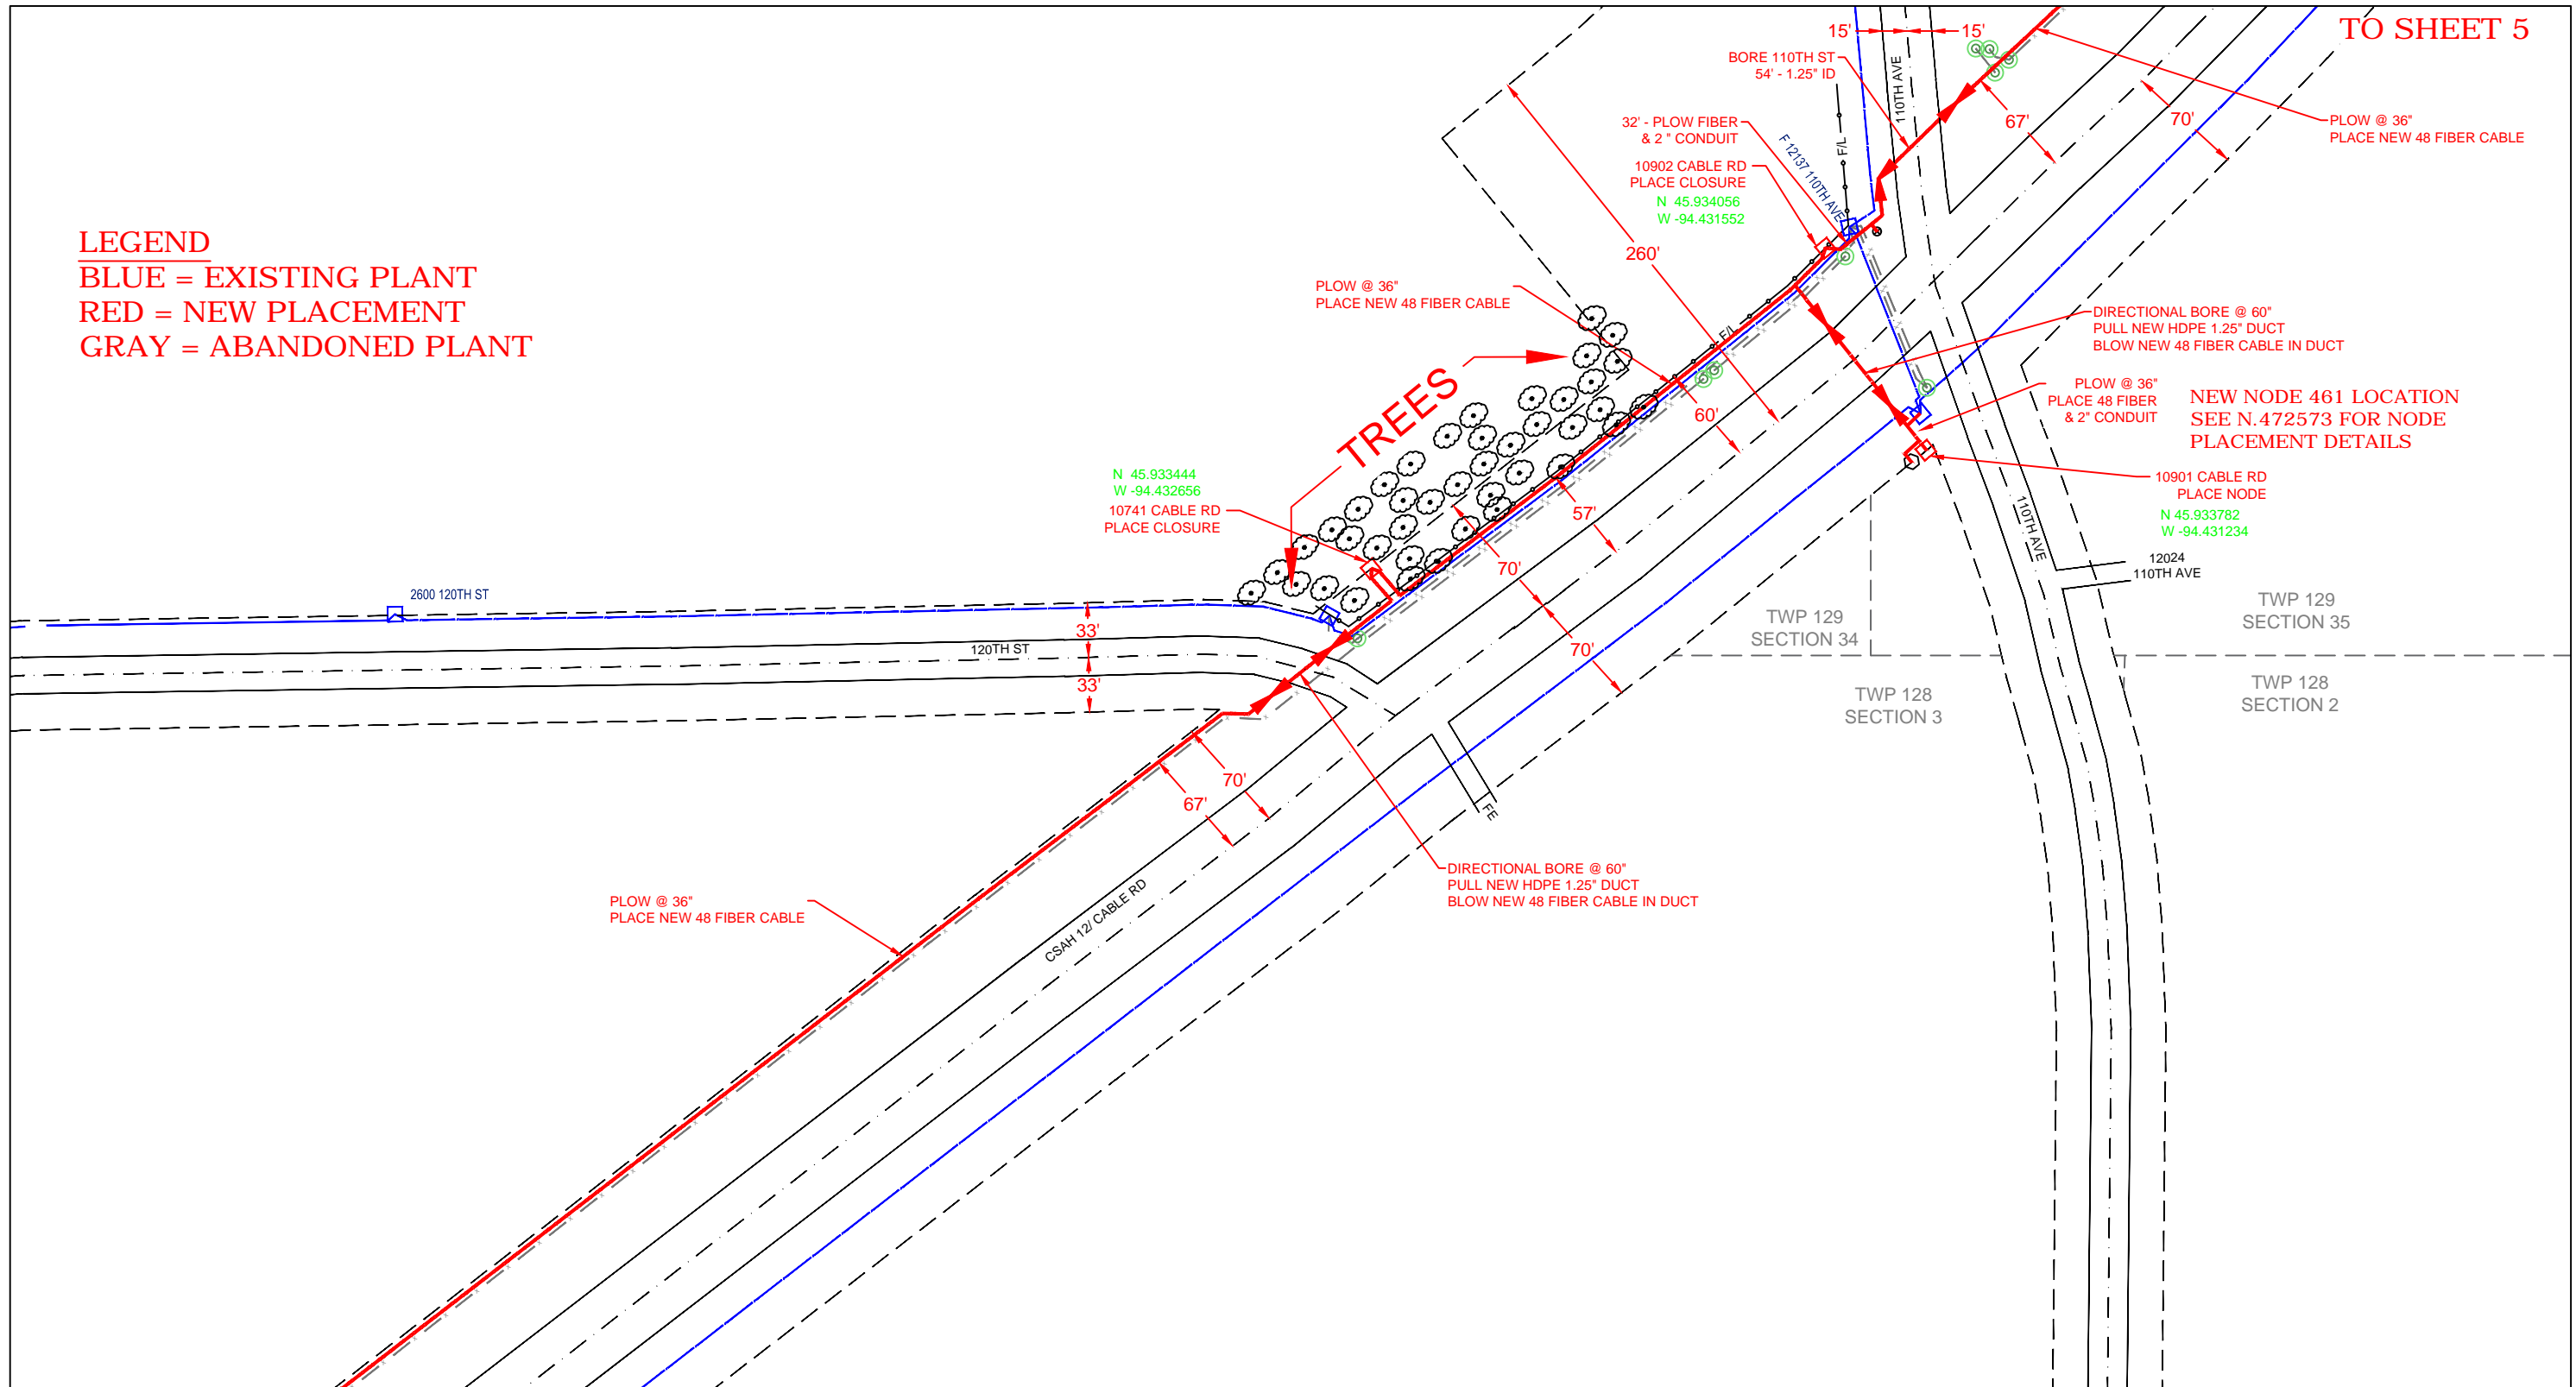 TO SHEET 5
15'
15'
BORE 110TH ST
54' - 1.25" ID
110TH AVE
67'
70'
PLOW @ 36"
PLACE NEW 48 FIBER CABLE
32' - PLOW FIBER
& 2 " CONDUIT
F 12137 110TH AVE
F/L
10902 CABLE RD
PLACE CLOSURE
N 45.934056
W -94.431552
LEGEND
BLUE = EXISTING PLANT
RED = NEW PLACEMENT
GRAY = ABANDONED PLANT
260'
PLOW @ 36"
PLACE NEW 48 FIBER CABLE
F/L
DIRECTIONAL BORE @ 60"
PULL NEW HDPE 1.25" DUCT
BLOW NEW 48 FIBER CABLE IN DUCT
TREES
60'
PLOW @ 36"
PLACE 48 FIBER
& 2" CONDUIT
NEW NODE 461 LOCATION
SEE N.472573 FOR NODE
PLACEMENT DETAILS
N 45.933444
W -94.432656
10741 CABLE RD
PLACE CLOSURE
57'
10901 CABLE RD
PLACE NODE
N 45.933782
W -94.431234
110TH AVE
12024
110TH AVE
70'
70'
2600 120TH ST
33'
33'
120TH ST
TWP 129
SECTION 34
TWP 129
SECTION 35
TWP 128
SECTION 3
TWP 128
SECTION 2
70'
67'
FE
DIRECTIONAL BORE @ 60"
PULL NEW HDPE 1.25" DUCT
BLOW NEW 48 FIBER CABLE IN DUCT
PLOW @ 36"
PLACE NEW 48 FIBER CABLE
CSAH 12/ CABLE RD